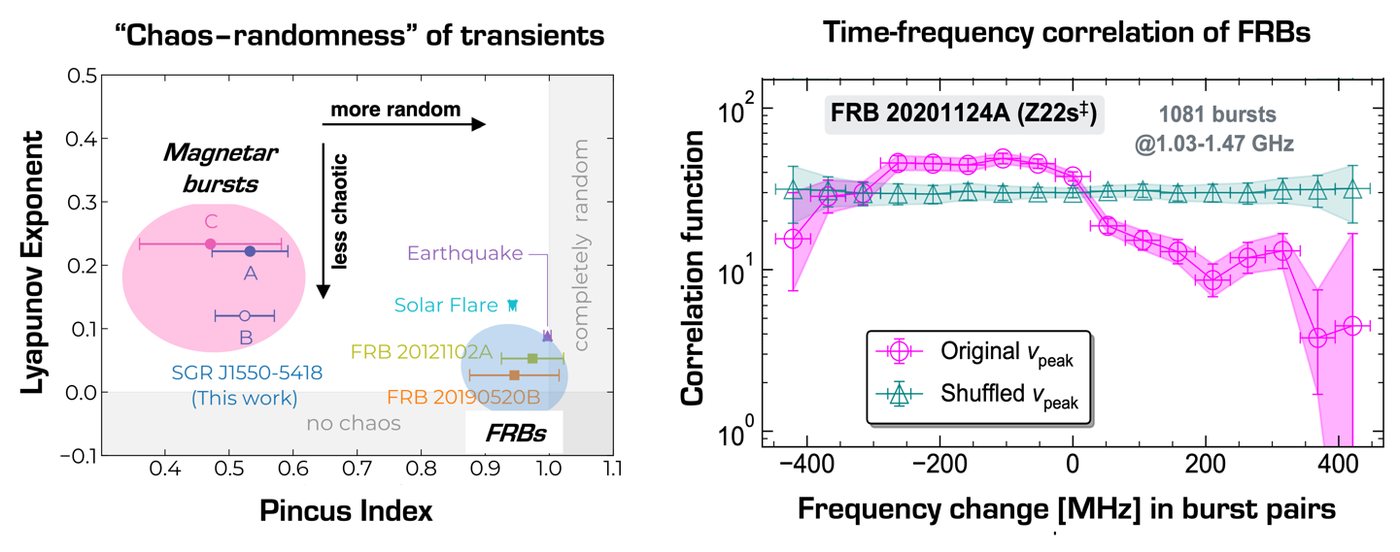 “Chaos–randomness” of transients
0.5
0.4
0.3
0.2
0.1
0.0
−0.1
Lyapunov Exponent
more random
less chaotic
Magnetar
bursts
C
A
B
SGR J1550-5418
(This work)
Earthquake
Solar Flare
FRB 20121102A
FRB 20190520B
completely random
no chaos
FRBs
0.4 0.5 0.6 0.7 0.8 0.9 1.0 1.1
Pincus Index
Time-frequency correlation of FRBs
10²
10¹
10⁰
Correlation function
FRB 20201124A (Z22s‡)
1081 bursts
@1.03-1.47 GHz
Original vpeak
Shuffled vpeak
−400 −200 0 200 400
Frequency change [MHz] in burst pairs